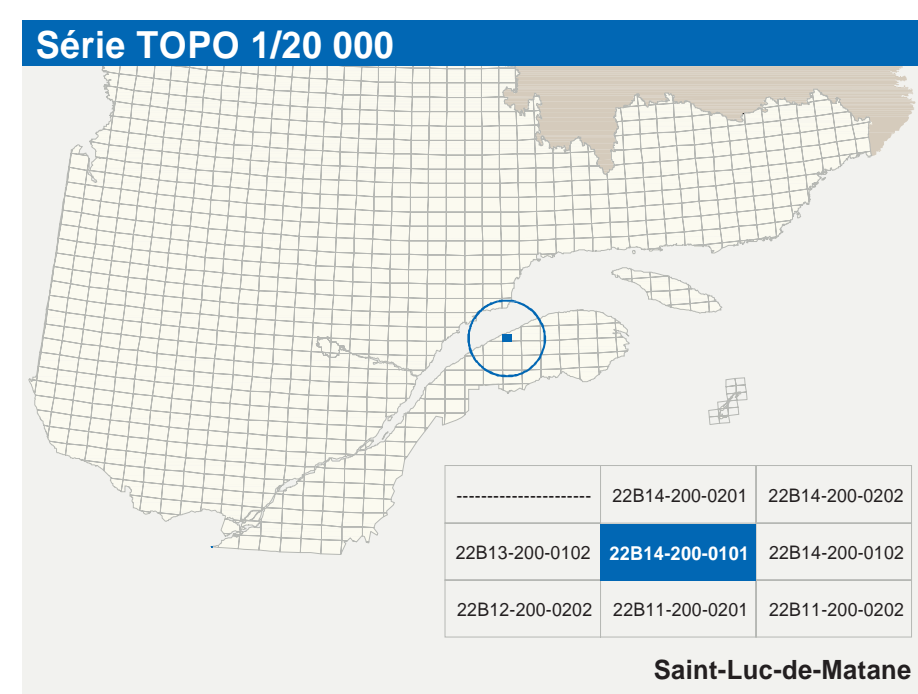 Série TOPO 1/20 000
---------------------- 22B14-200-0201 22B14-200-0202
22B13-200-0102 22B14-200-0101 22B14-200-0102
22B12-200-0202 22B11-200-0201 22B11-200-0202
Saint-Luc-de-Matane